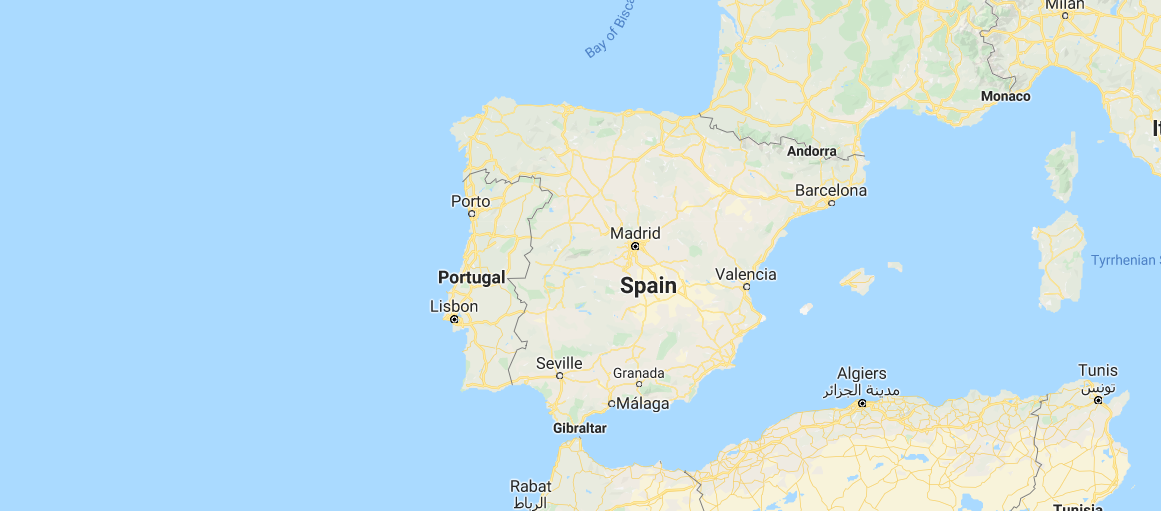 Milan
Bay of Bisca
Monaco
It
Andorra
Barcelona
Porto
Madrid
Tyrrhenian S
Valencia
Portugal
Spain
Lisbon
Seville
Granada
Algiers
مدينة الجزائر
Tunis
تونس
Málaga
Gibraltar
Rabat
الرباط
Tunisia